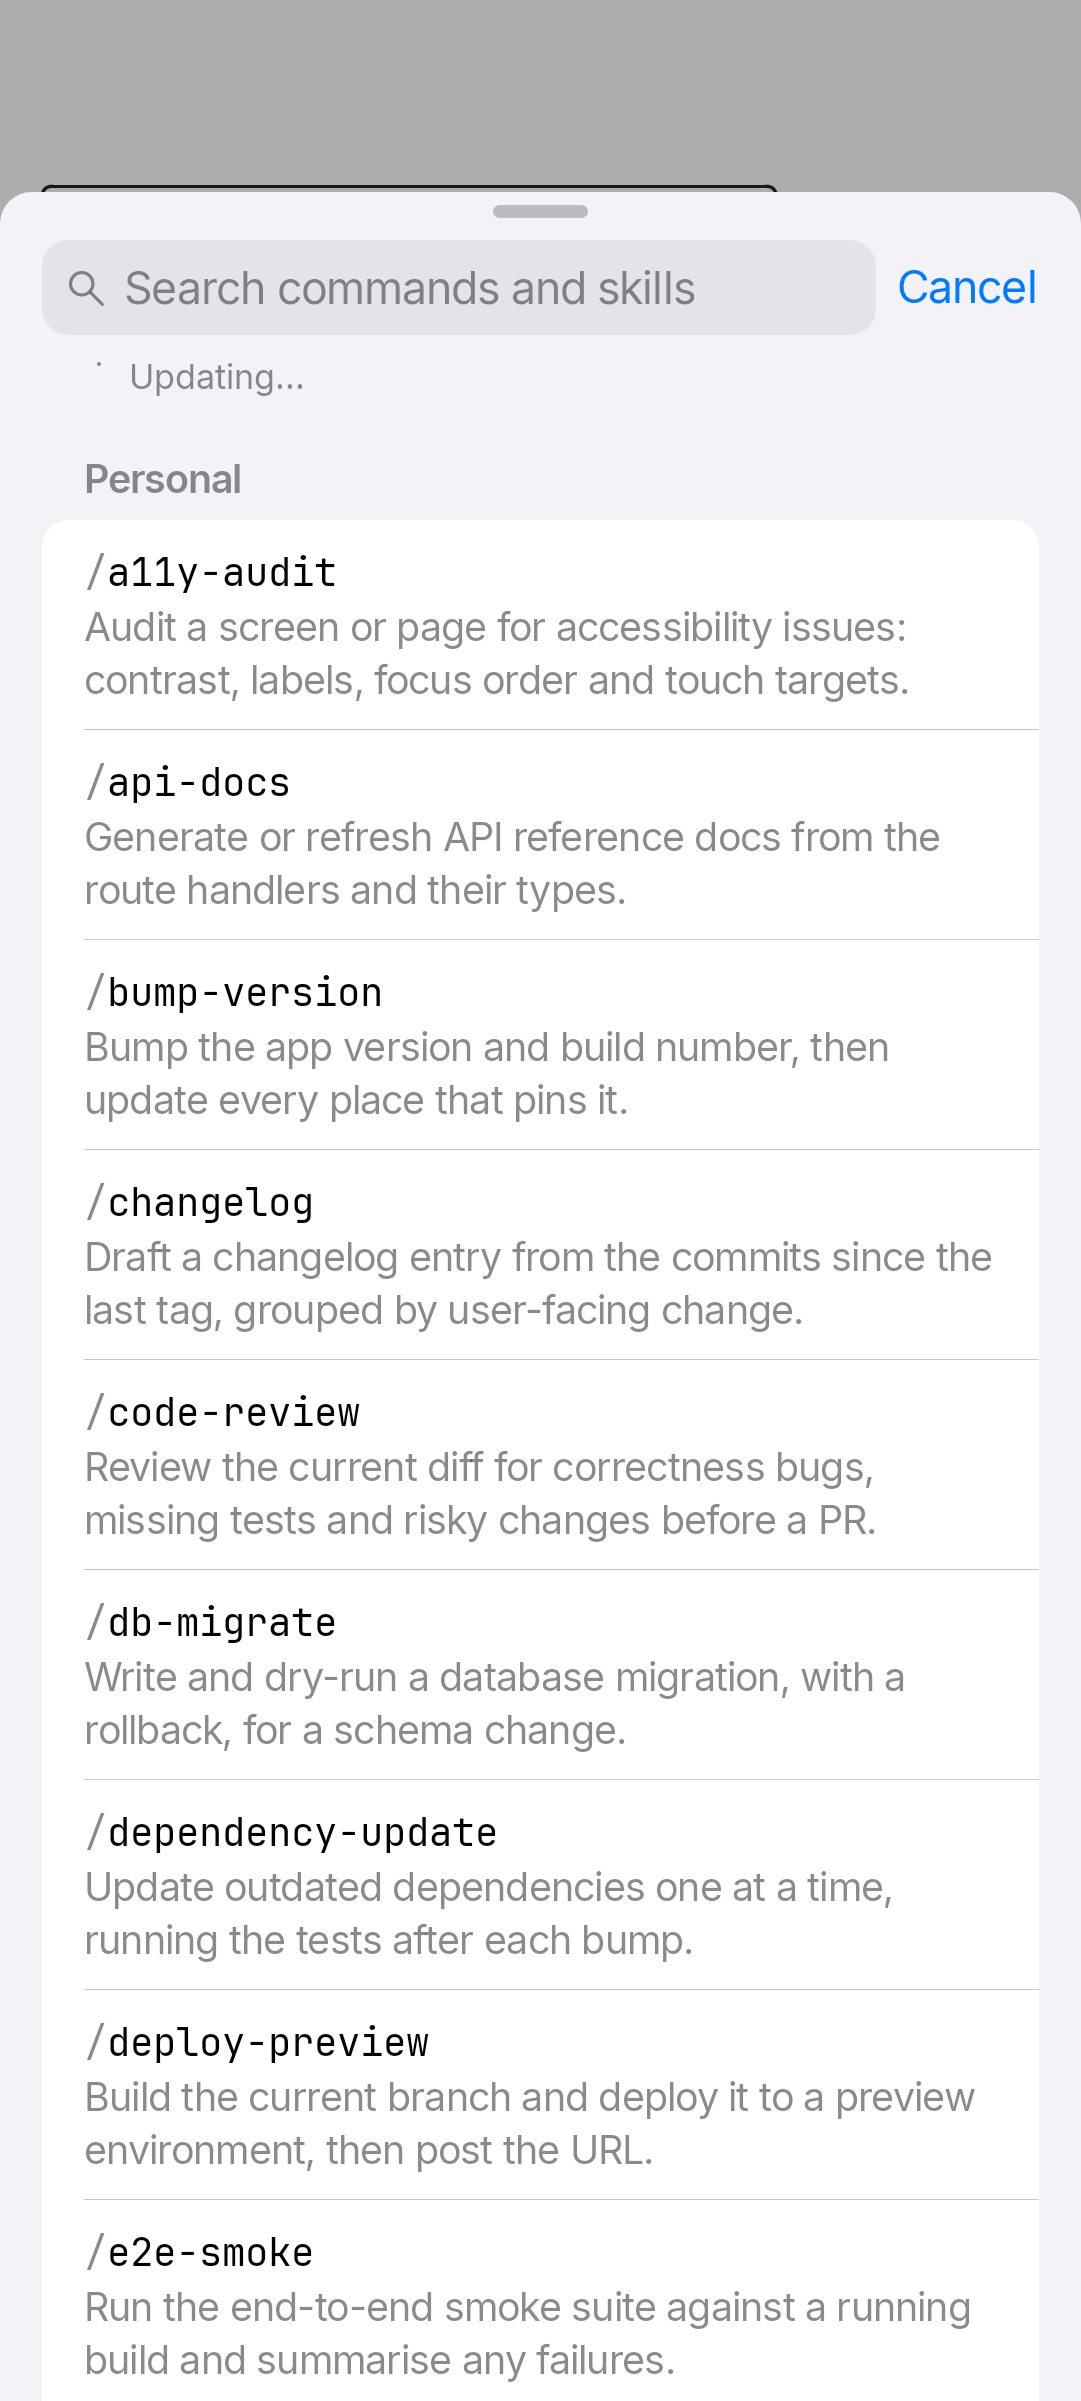 Search commands and skills
Cancel
Updating...
Personal
/a11y-audit
Audit a screen or page for accessibility issues:
contrast, labels, focus order and touch targets.
/api-docs
Generate or refresh API reference docs from the
route handlers and their types.
/bump-version
Bump the app version and build number, then
update every place that pins it.
/changelog
Draft a changelog entry from the commits since the
last tag, grouped by user-facing change.
/code-review
Review the current diff for correctness bugs,
missing tests and risky changes before a PR.
/db-migrate
Write and dry-run a database migration, with a
rollback, for a schema change.
/dependency-update
Update outdated dependencies one at a time,
running the tests after each bump.
/deploy-preview
Build the current branch and deploy it to a preview
environment, then post the URL.
/e2e-smoke
Run the end-to-end smoke suite against a running
build and summarise any failures.